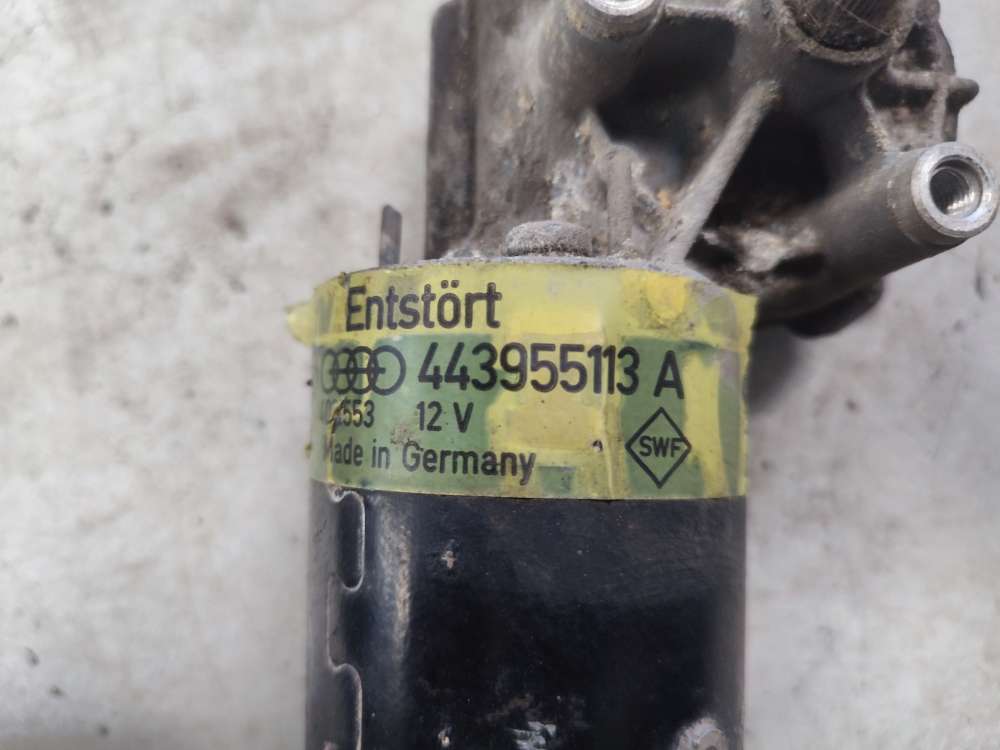 Entstört
443955113 A
12 V
Made in Germany
SWF